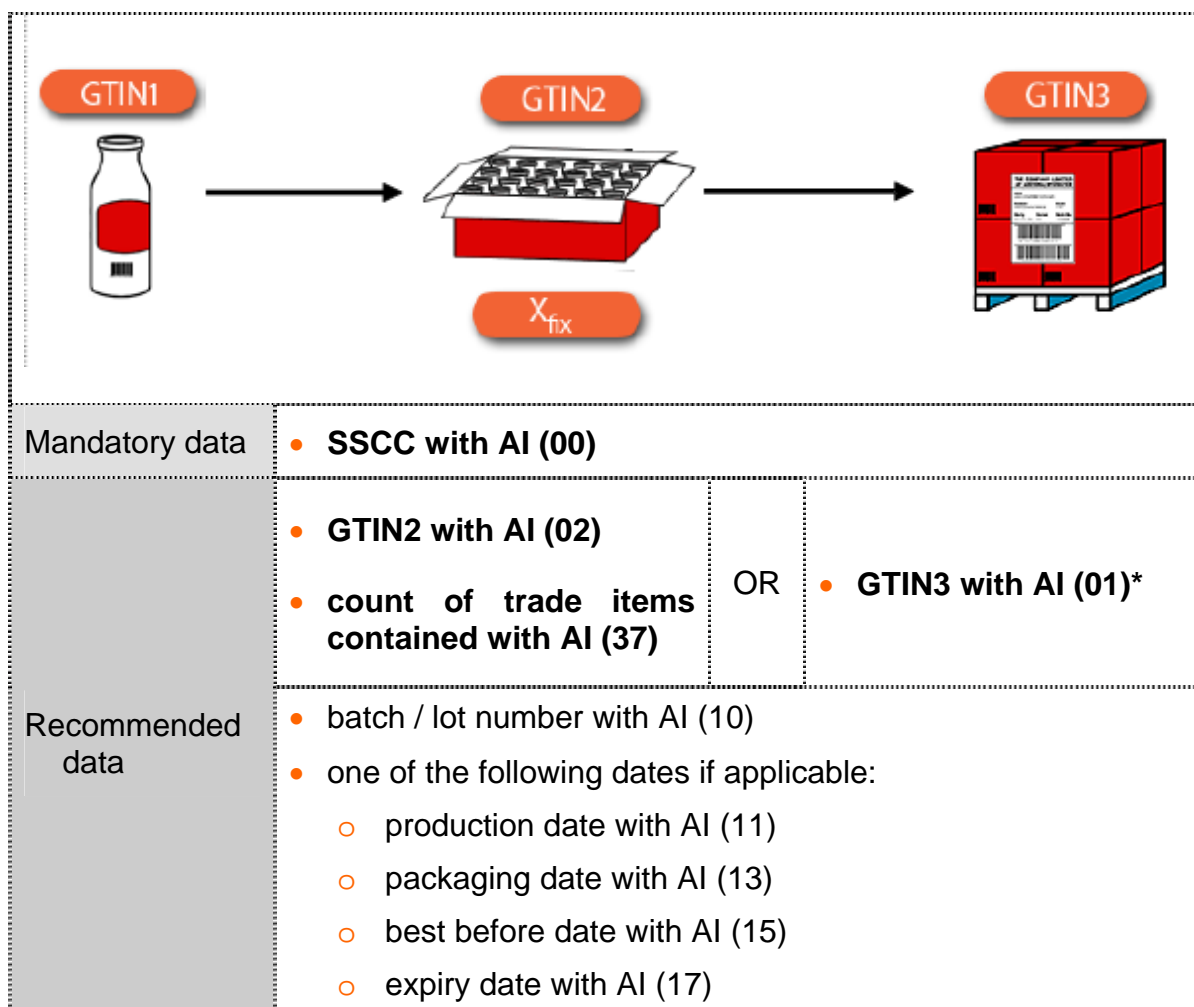 GTIN1
GTIN2
GTIN3
X fix
Mandatory data
• SSCC with AI (00)
Recommended
data
• GTIN2 with AI (02)
• count of trade items
contained with AI (37)
OR
• GTIN3 with AI (01)*
• batch / lot number with AI (10)
• one of the following dates if applicable:
o production date with AI (11)
o packaging date with AI (13)
o best before date with AI (15)
o expiry date with AI (17)